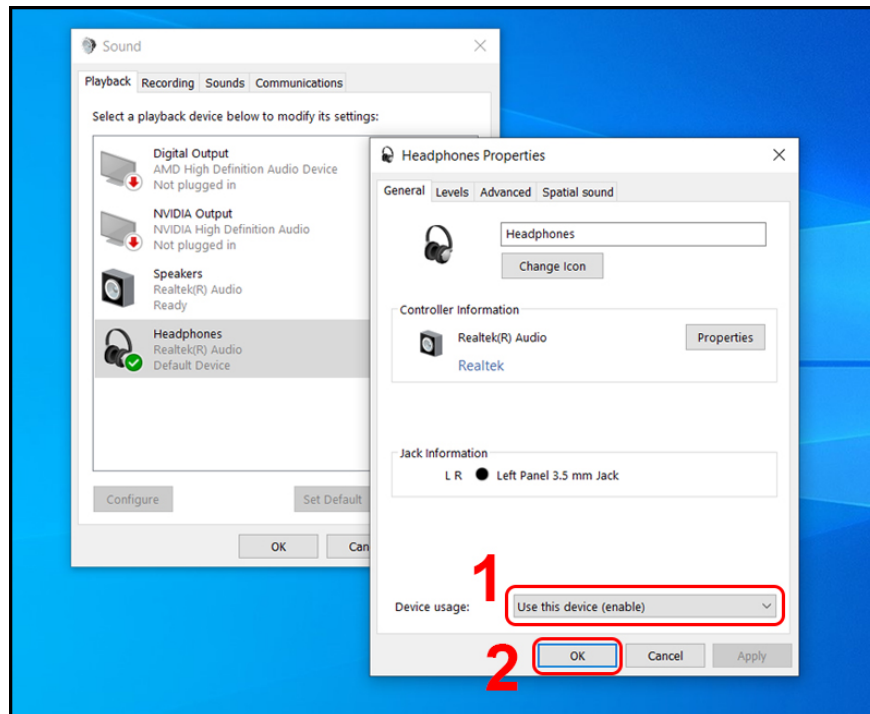 Sound
Playback Recording Sounds Communications
Select a playback device below to modify its settings:
Digital Output
AMD High Definition Audio Device
Not plugged in
NVIDIA Output
NVIDIA High Definition Audio
Not plugged in
Speakers
Realtek(R) Audio
Ready
Headphones
Realtek(R) Audio
Default Device
Configure Set Default
OK Can
Headphones Properties
General Levels Advanced Spatial sound
Headphones
Change Icon
Controller Information
Realtek(R) Audio Properties
Realtek
Jack Information
L R Left Panel 3.5 mm Jack
1
Device usage: Use this device (enable)
2
OK Cancel Apply